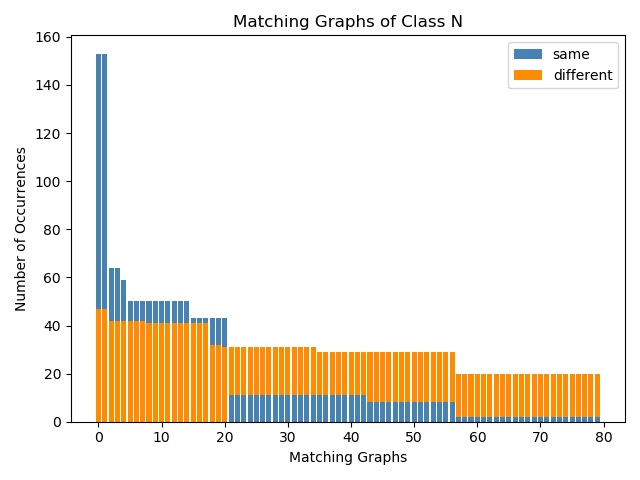 Matching Graphs of Class N
160
140
120
100
80
60
40
20
0
Number of Occurrences
same
different
0 10 20 30 40 50 60 70 80
Matching Graphs